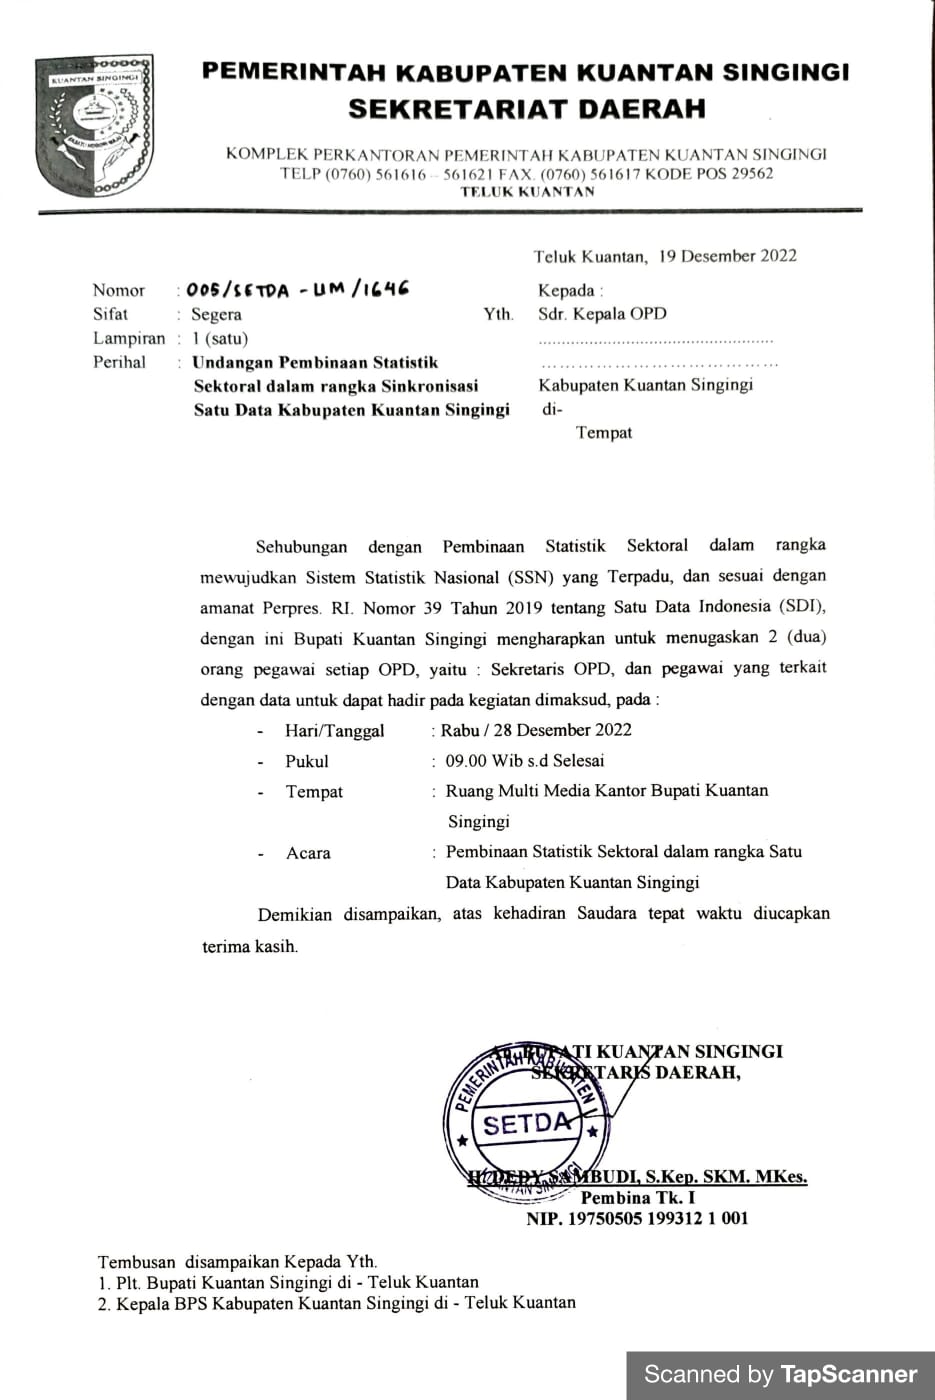 KUANTAN SINGINGI
PEMERINTAH KABUPATEN KUANTAN SINGINGI
SEKRETARIAT DAERAH
KOMPLEK PERKANTORAN PEMERINTAH KABUPATEN KUANTAN SINGINGI
TELP (0760) 561616 - 561621 FAX. (0760) 561617 KODE POS 29562
TELUK KUANTAN
Teluk Kuantan, 19 Desember 2022
Nomor : 005/SETDA - UM /1646 Kepada :
Sifat : Segera Yth. Sdr. Kepala OPD
Lampiran : 1 (satu) ..................................................
Perihal : Undangan Pembinaan Statistik ......................................
Sektoral dalam rangka Sinkronisasi Kabupaten Kuantan Singingi
Satu Data Kabupaten Kuantan Singingi di-
Tempat
Sehubungan dengan Pembinaan Statistik Sektoral dalam rangka
mewujudkan Sistem Statistik Nasional (SSN) yang Terpadu, dan sesuai dengan
amanat Perpres. RI. Nomor 39 Tahun 2019 tentang Satu Data Indonesia (SDI),
dengan ini Bupati Kuantan Singingi mengharapkan untuk menugaskan 2 (dua)
orang pegawai setiap OPD, yaitu : Sekretaris OPD, dan pegawai yang terkait
dengan data untuk dapat hadir pada kegiatan dimaksud, pada :
- Hari/Tanggal : Rabu / 28 Desember 2022
- Pukul : 09.00 Wib s.d Selesai
- Tempat : Ruang Multi Media Kantor Bupati Kuantan
Singingi
- Acara : Pembinaan Statistik Sektoral dalam rangka Satu
Data Kabupaten Kuantan Singingi
Demikian disampaikan, atas kehadiran Saudara tepat waktu diucapkan
terima kasih.
BUPATI KUANTAN SINGINGI
SEKRETARIS DAERAH,
PEMERINTAH KABUPATEN
SETDA
KUANTAN SINGINGI
H. DEDY SAMBUDI, S.Kep. SKM. MKes.
Pembina Tk. I
NIP. 19750505 199312 1 001
Tembusan disampaikan Kepada Yth.
1. Plt. Bupati Kuantan Singingi di - Teluk Kuantan
2. Kepala BPS Kabupaten Kuantan Singingi di - Teluk Kuantan
Scanned by TapScanner